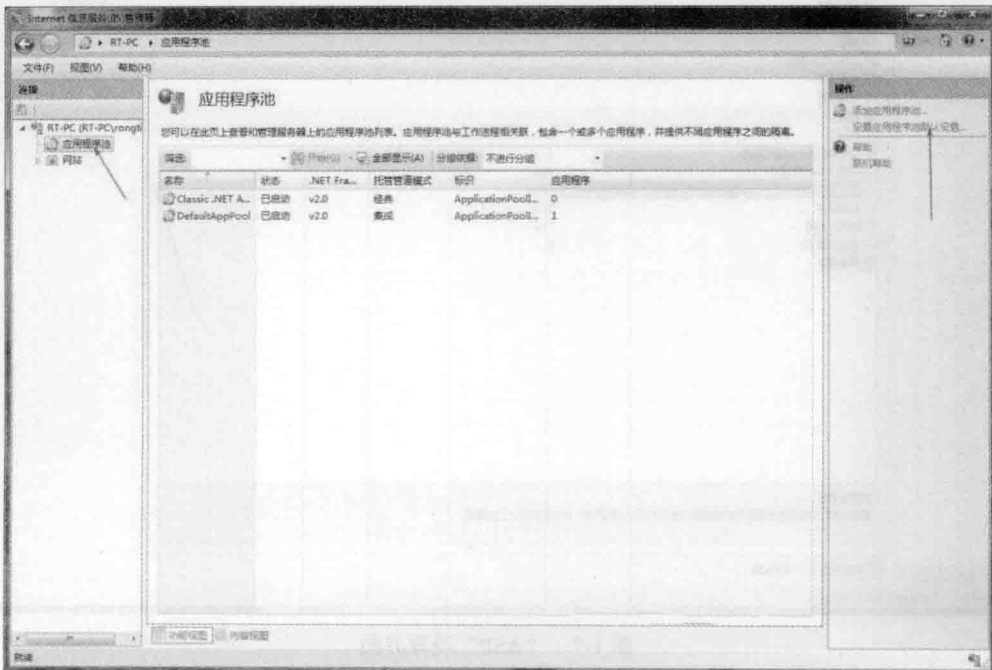 Internet 信息服务(IIS)管理器
RT-PC ▸ 应用程序池
文件(F) 视图(V) 帮助(H)
连接
RT-PC (RT-PC\rongti
应用程序池
网站
应用程序池
您可以在此页上查看和管理服务器上的应用程序池列表。应用程序池与工作进程相关联，包含一个或多个应用程序，并提供不同应用程序之间的隔离。
筛选: 开始(G) 全部显示(A) 分组依据: 不进行分组
名称 状态 .NET Fra... 托管管道模式 标识 应用程序
Classic .NET A... 已启动 v2.0 经典 ApplicationPoolI... 0
DefaultAppPool 已启动 v2.0 集成 ApplicationPoolI... 1
功能视图 内容视图
就绪
操作
添加应用程序池...
设置应用程序池默认设置...
帮助
联机帮助